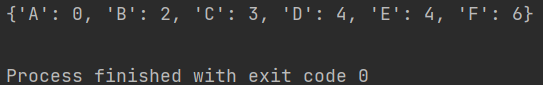 {'A': 0, 'B': 2, 'C': 3, 'D': 4, 'E': 4, 'F': 6}
Process finished with exit code 0